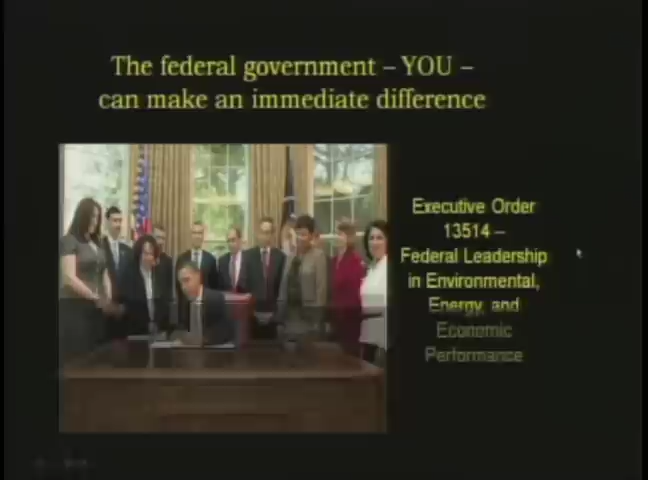 The federal government – YOU –
can make an immediate difference
Executive Order
13514 –
Federal Leadership
in Environmental,
Energy, and
Economic
Performance